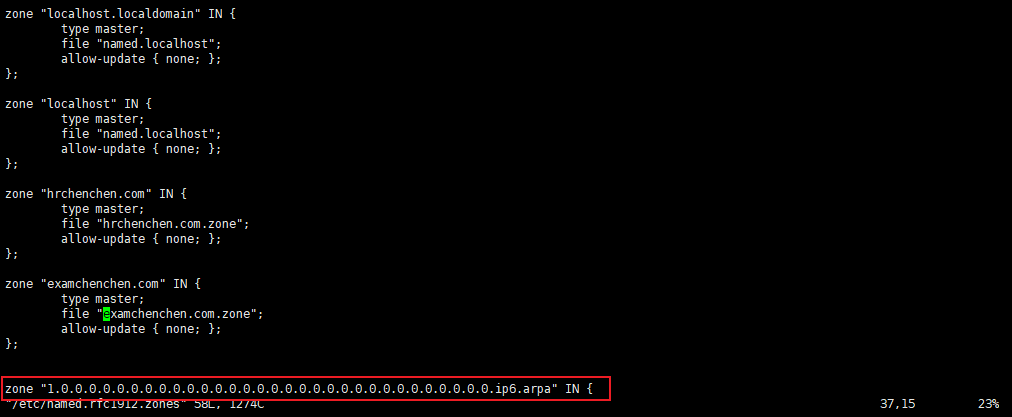 zone "localhost.localdomain" IN {
        type master;
        file "named.localhost";
        allow-update { none; };
};
zone "localhost" IN {
        type master;
        file "named.localhost";
        allow-update { none; };
};
zone "hrchenchen.com" IN {
        type master;
        file "hrchenchen.com.zone";
        allow-update { none; };
};
zone "examchenchen.com" IN {
        type master;
        file "examchenchen.com.zone";
        allow-update { none; };
};
zone "1.0.0.0.0.0.0.0.0.0.0.0.0.0.0.0.0.0.0.0.0.0.0.0.0.0.0.0.0.0.0.0.ip6.arpa" IN {
"/etc/named.rfc1912.zones" 58L, 1274C 37,15 23%